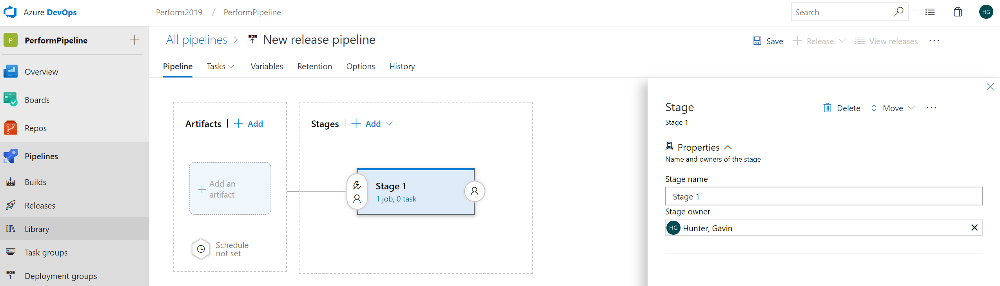 Azure DevOps
Perform2019 / PerformPipeline
Search
HG
P PerformPipeline
Overview
Boards
Repos
Pipelines
Builds
Releases
Library
Task groups
Deployment groups
All pipelines > New release pipeline
Save
Release
View releases
Pipeline
Tasks
Variables
Retention
Options
History
Artifacts | + Add
Add an
artifact
Schedule
not set
Stages | + Add
Stage 1
1 job, 0 task
Stage
Delete
Move
Stage 1
Properties
Name and owners of the stage
Stage name
Stage 1
Stage owner
HG Hunter, Gavin